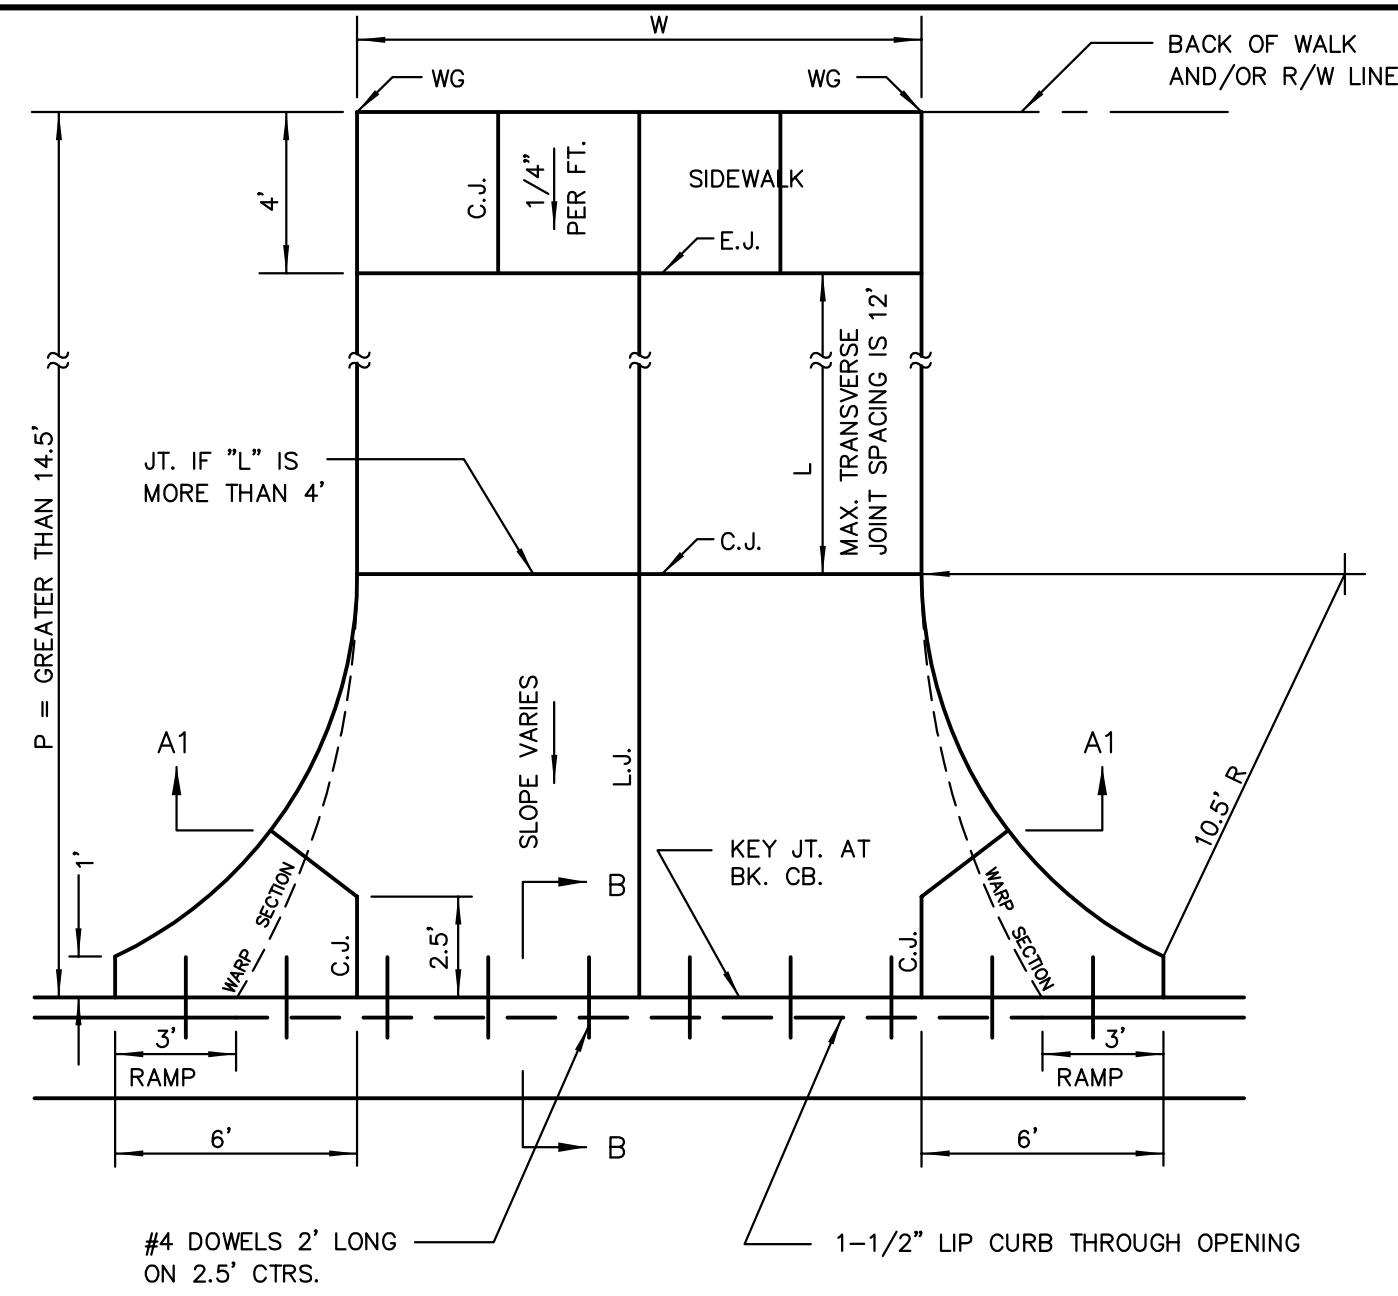 W
BACK OF WALK
AND/OR R/W LINE
WG
WG
4'
C.J.
1/4"
PER FT.
SIDEWALK
E.J.
P = GREATER THAN 14.5'
JT. IF "L" IS
MORE THAN 4'
L
MAX. TRANSVERSE
JOINT SPACING IS 12'
C.J.
A1
SLOPE VARIES
L.J.
A1
10.5' R
1'
WARP SECTION
C.J.
2.5'
B
KEY JT. AT
BK. CB.
C.J.
WARP SECTION
3'
RAMP
3'
RAMP
6'
B
6'
#4 DOWELS 2' LONG
ON 2.5' CTRS.
1-1/2" LIP CURB THROUGH OPENING